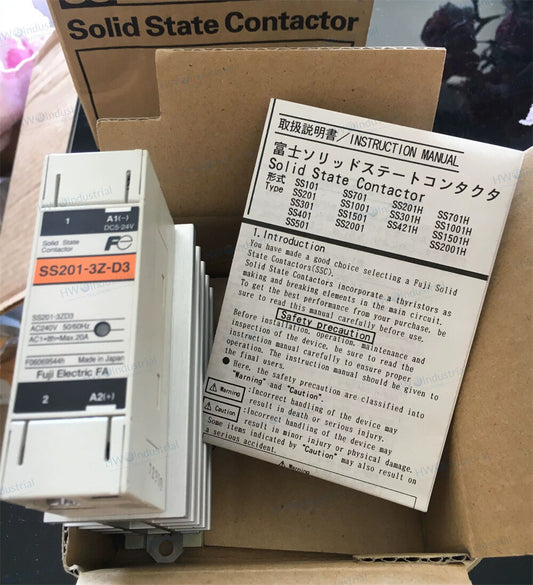 Solid State Contactor
1 A1(-)
DC5-24V
Solid State
Contactor
Fe
SS201-3Z-D3
SS201-3ZD3
AC240V 50/60Hz
Made in Japan
Fuji Electric FA
2 A2(+)
取扱説明書/INSTRUCTION MANUAL
富士ソリッドステートコンタクタ
Solid State Contactor
形式 SS101 SS701 SS201H SS701H
Type SS201 SS1001 SS301H SS1001H
SS301 SS1501 SS421H SS1501H
SS401 SS2001 SS2001H
SS501
1. Introduction
You have made a good choice selecting a Fuji Solid
State Contactors(SSC).
Solid State Contactors incorporate a thyristors as
making and breaking elements in the main circuit.
To get the best performance from your purchase, be
sure to read this manual carefully before use.
Safety precaution
Before installation, operation, maintenance and
inspection of the device, be sure to read the
instruction manual carefully to ensure proper
operation. The instruction manual should be given to
the final users.
● Here, the safety precaution are classified into
"Warning" and "Caution".
⚠ Warning :Incorrect handling of the device may
result in death or serious injury.
⚠ Caution :Incorrect handling of the device may
result in minor injury or physical damage.
Some items indicated by "Caution" may also result on
a serious accident.
⚠ Warning
HW Industrial